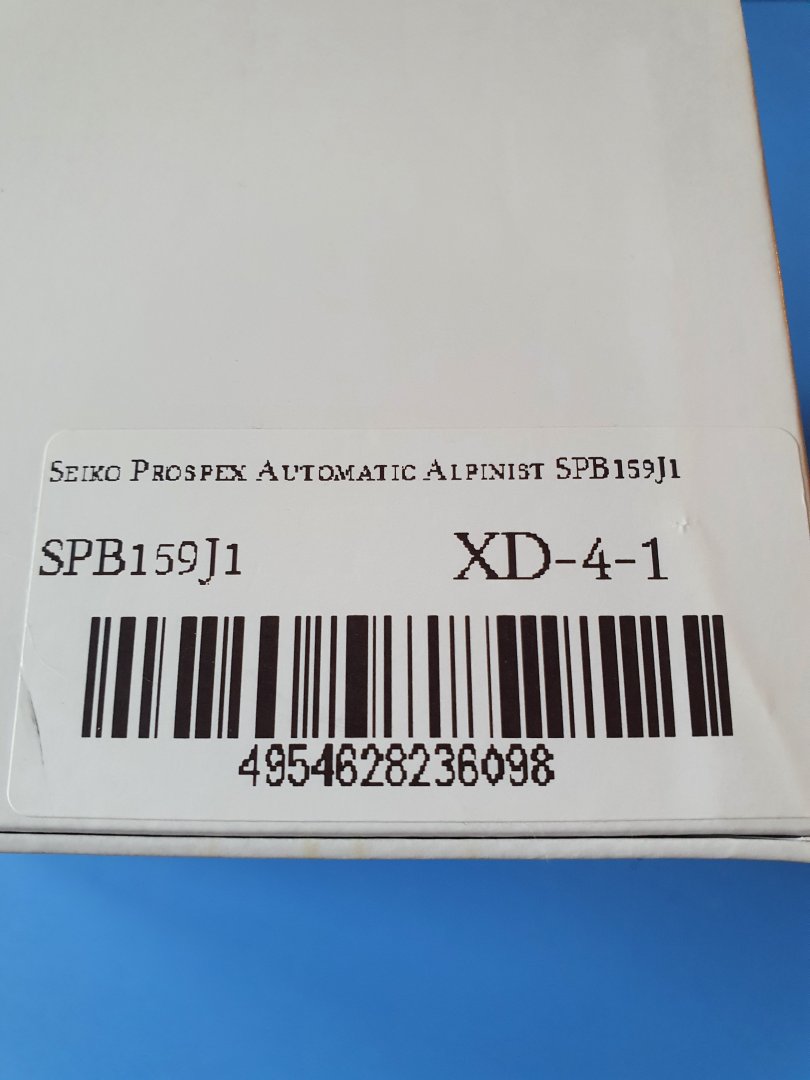 Seiko Prospex Automatic Alpinist SPB159J1
SPB159J1 XD-4-1
4954628236098